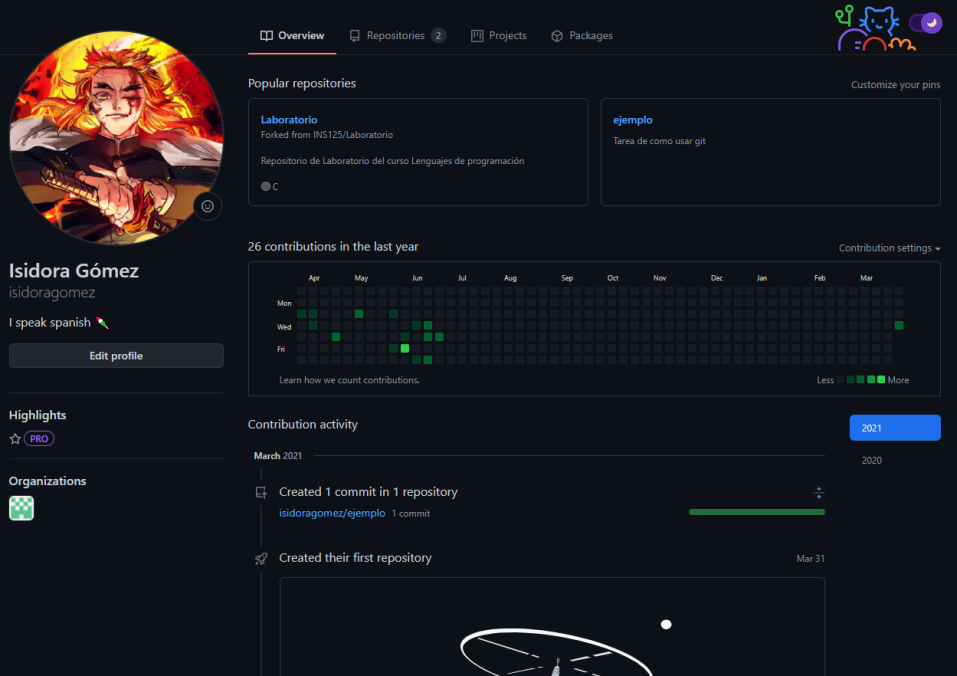 Overview
Repositories 2
Projects
Packages
Isidora Gómez
isidoragomez
I speak spanish
Edit profile
Highlights
PRO
Organizations
Popular repositories
Customize your pins
Laboratorio
Forked from INS125/Laboratorio
Repositorio de Laboratorio del curso Lenguajes de programación
C
ejemplo
Tarea de como usar git
26 contributions in the last year
Contribution settings
Apr May Jun Jul Aug Sep Oct Nov Dec Jan Feb Mar
Mon
Wed
Fri
Learn how we count contributions.
Less More
Contribution activity
2021
2020
March 2021
Created 1 commit in 1 repository
isidoragomez/ejemplo 1 commit
Created their first repository
Mar 31